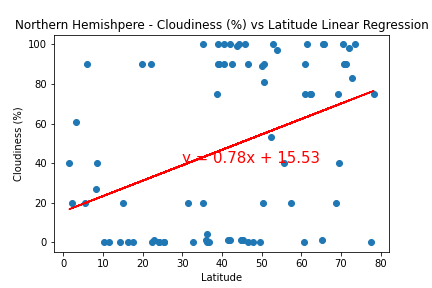 Northern Hemishpere - Cloudiness (%) vs Latitude Linear Regression
100
80
60
40
20
0
Cloudiness (%)
y = 0.78x + 15.53
0 10 20 30 40 50 60 70 80
Latitude